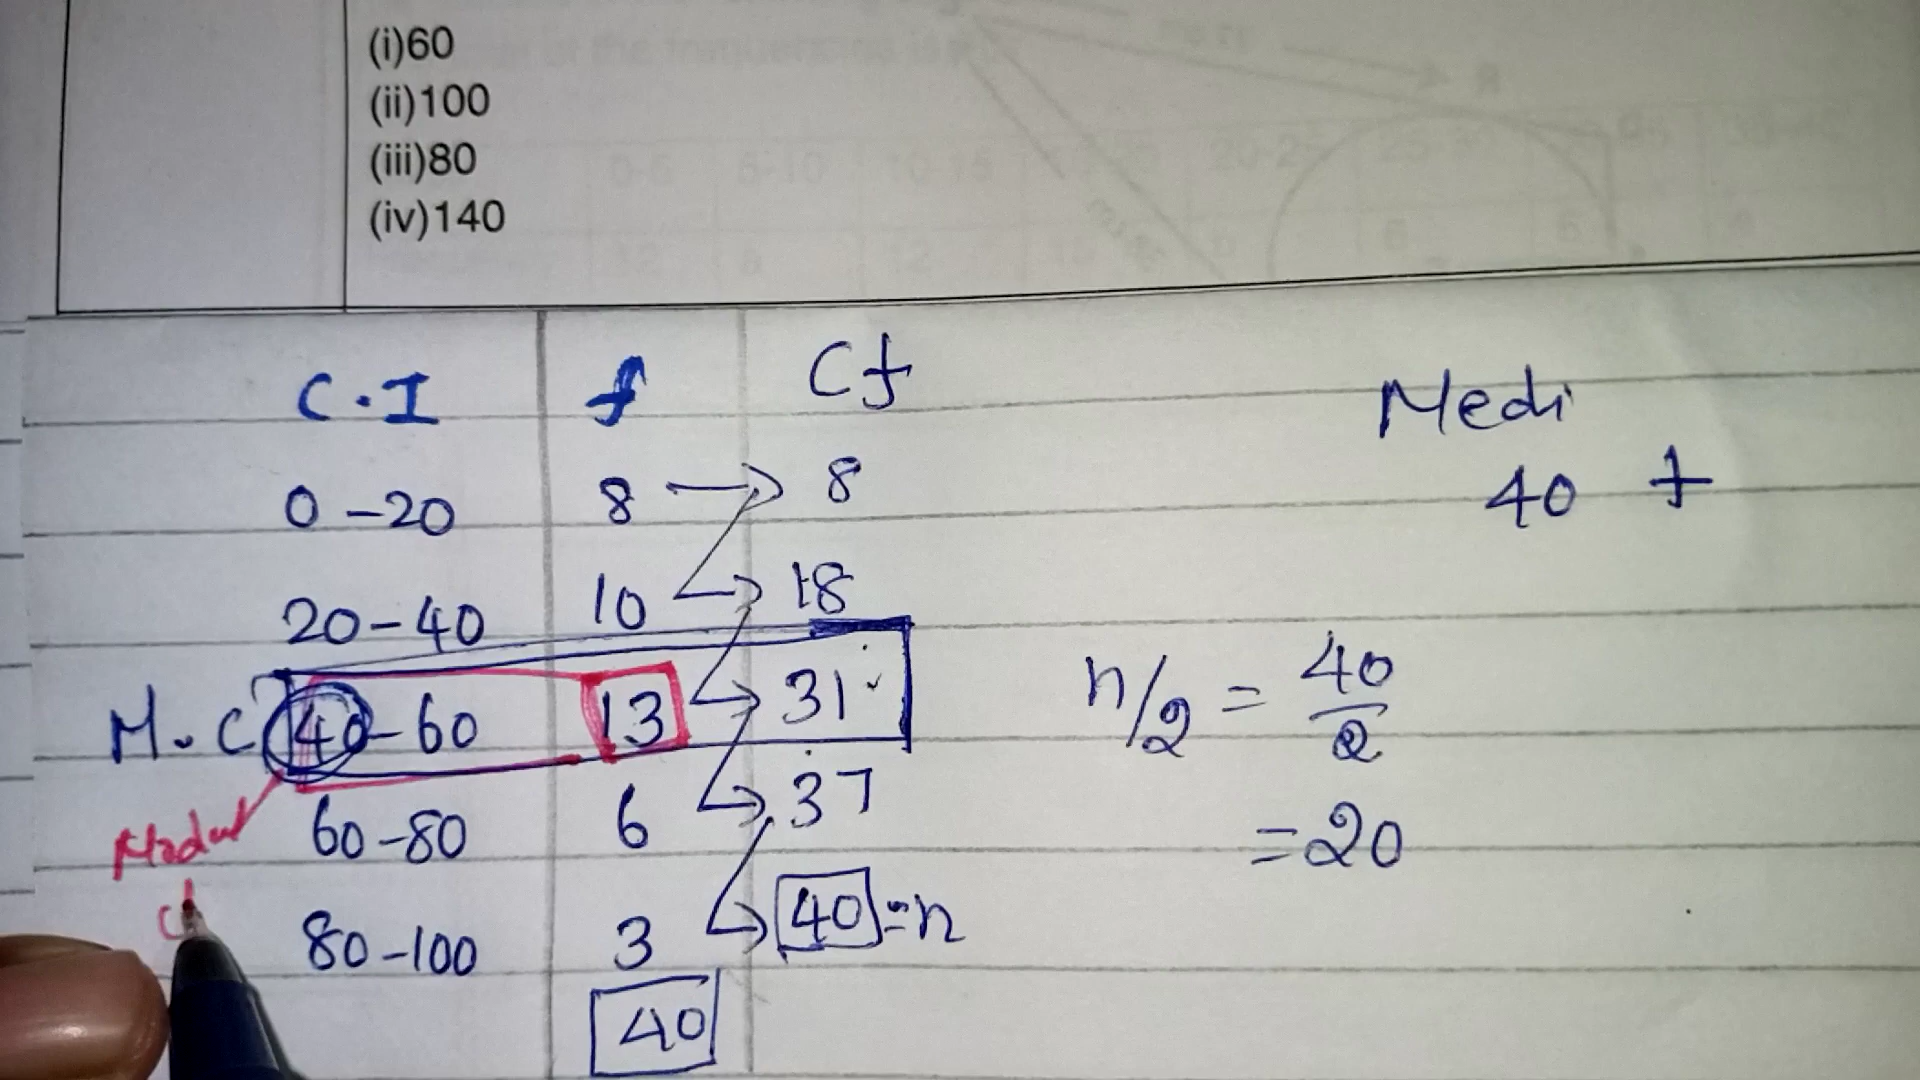 (i)60
(ii)100
(iii)80
(iv)140
C.I f Cf
0-20 8 8
20-40 10 18
M.C 40-60 13 31
60-80 6 37
80-100 3 40=n
40
Medi
40 +
n/2 = 40/2
=20